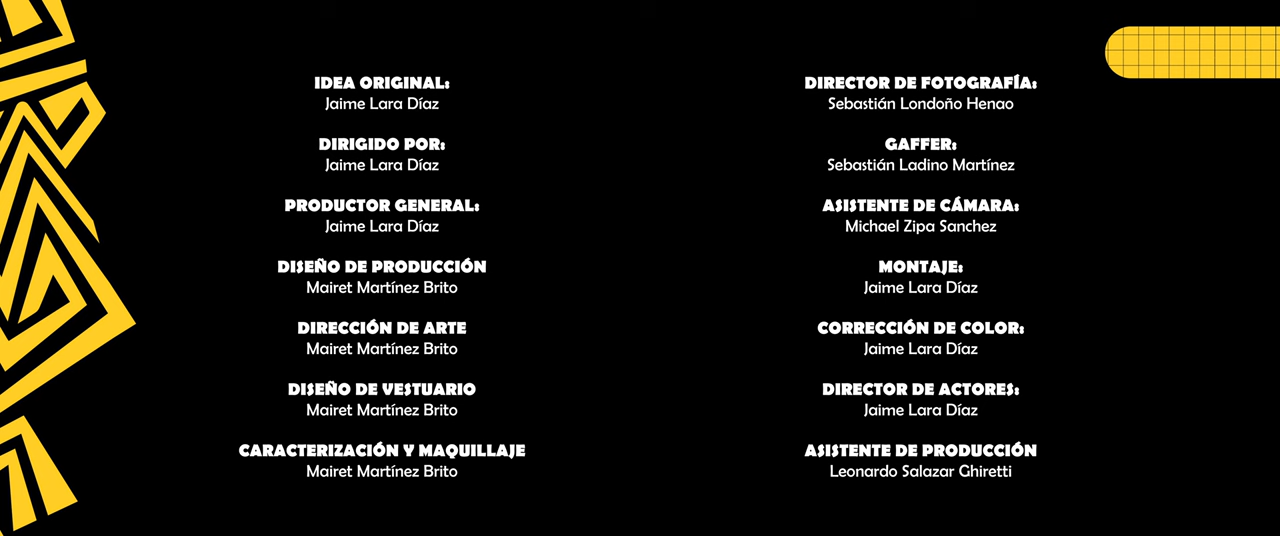 IDEA ORIGINAL:
Jaime Lara Díaz
DIRIGIDO POR:
Jaime Lara Díaz
PRODUCTOR GENERAL:
Jaime Lara Díaz
DISEÑO DE PRODUCCIÓN
Mairet Martínez Brito
DIRECCIÓN DE ARTE
Mairet Martínez Brito
DISEÑO DE VESTUARIO
Mairet Martínez Brito
CARACTERIZACIÓN Y MAQUILLAJE
Mairet Martínez Brito
DIRECTOR DE FOTOGRAFÍA:
Sebastián Londoño Henao
GAFFER:
Sebastián Ladino Martínez
ASISTENTE DE CÁMARA:
Michael Zipa Sanchez
MONTAJE:
Jaime Lara Díaz
CORRECCIÓN DE COLOR:
Jaime Lara Díaz
DIRECTOR DE ACTORES:
Jaime Lara Díaz
ASISTENTE DE PRODUCCIÓN
Leonardo Salazar Ghiretti